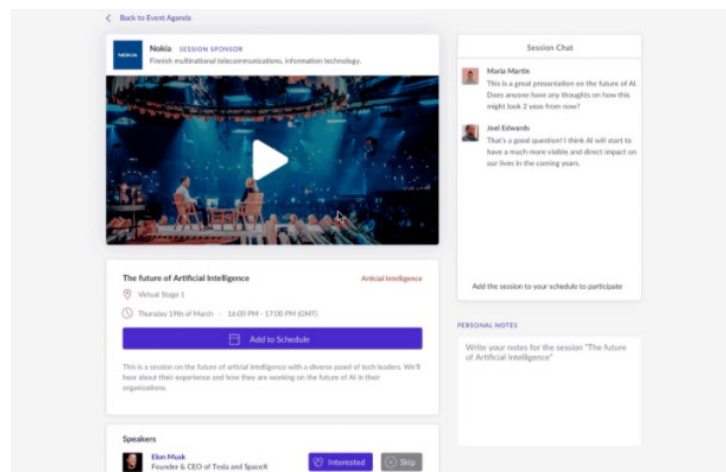 Back to Event Agenda
NOKIA
Nokia SESSION SPONSOR
Finnish multinational telecommunications, information technology.
The future of Artificial Intelligence
Articial Intelligence
Virtual Stage 1
Thursday 19th of March - 16:00 PM - 17:00 PM (GMT)
Add to Schedule
This is a session on the future of articial intelligence with a diverse panel of tech leaders. We'll
hear about their experience and how they are working on the future of AI in their
organizations.
Speakers
Elon Musk
Founder & CEO of Tesla and SpaceX
Interested
Skip
Session Chat
Maria Martin
This is a great presentation on the future of AI.
Does anyone have any thoughts on how this
might look 2 yeas from now?
Joel Edwards
That's a good question! I think AI will start to
have a much more visible and direct impact on
our lives in the coming years.
Add the session to your schedule to participate
PERSONAL NOTES
Write your notes for the session "The future
of Artificial Intelligence"